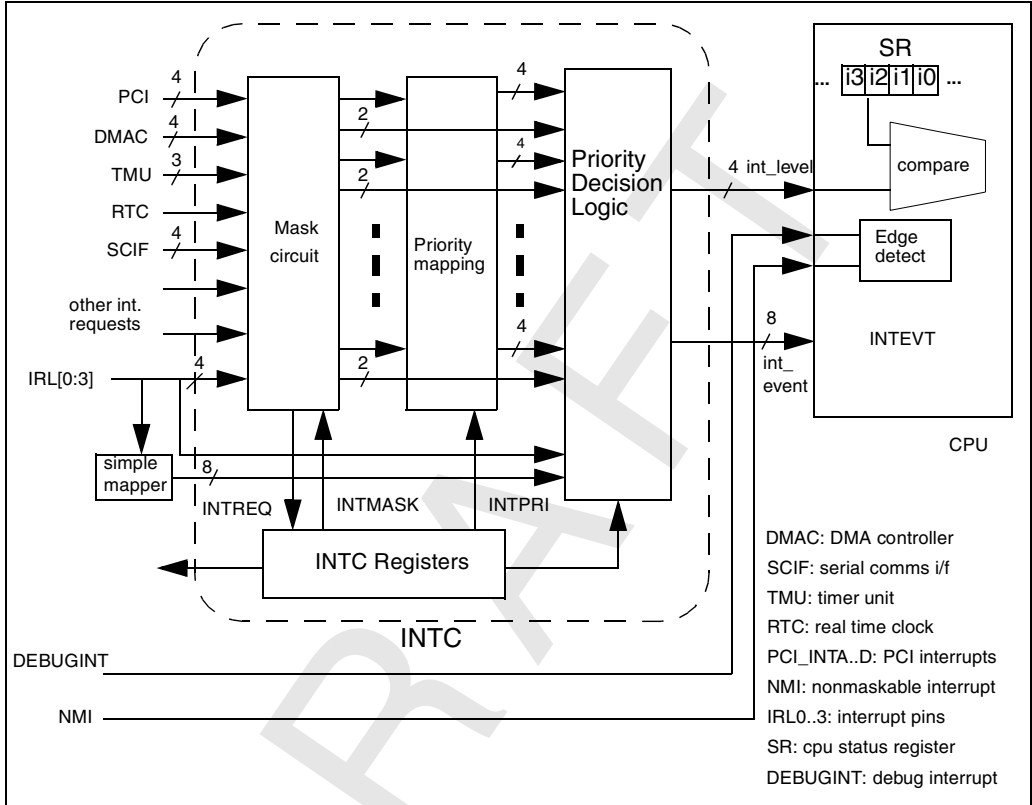 SR
... i3 i2 i1 i0 ...
compare
PCI
4
DMAC
4
TMU
3
RTC
SCIF
4
other int.
requests
IRL[0:3]
4
Mask
circuit
2
2
2
Priority
mapping
4
4
4
Priority
Decision
Logic
4 int_level
Edge
detect
8
int_
event
INTEVT
CPU
simple
mapper
8
INTREQ
INTMASK
INTPRI
INTC Registers
INTC
DEBUGINT
NMI
DMAC: DMA controller
SCIF: serial comms i/f
TMU: timer unit
RTC: real time clock
PCI_INTA..D: PCI interrupts
NMI: nonmaskable interrupt
IRL0..3: interrupt pins
SR: cpu status register
DEBUGINT: debug interrupt
RAFT